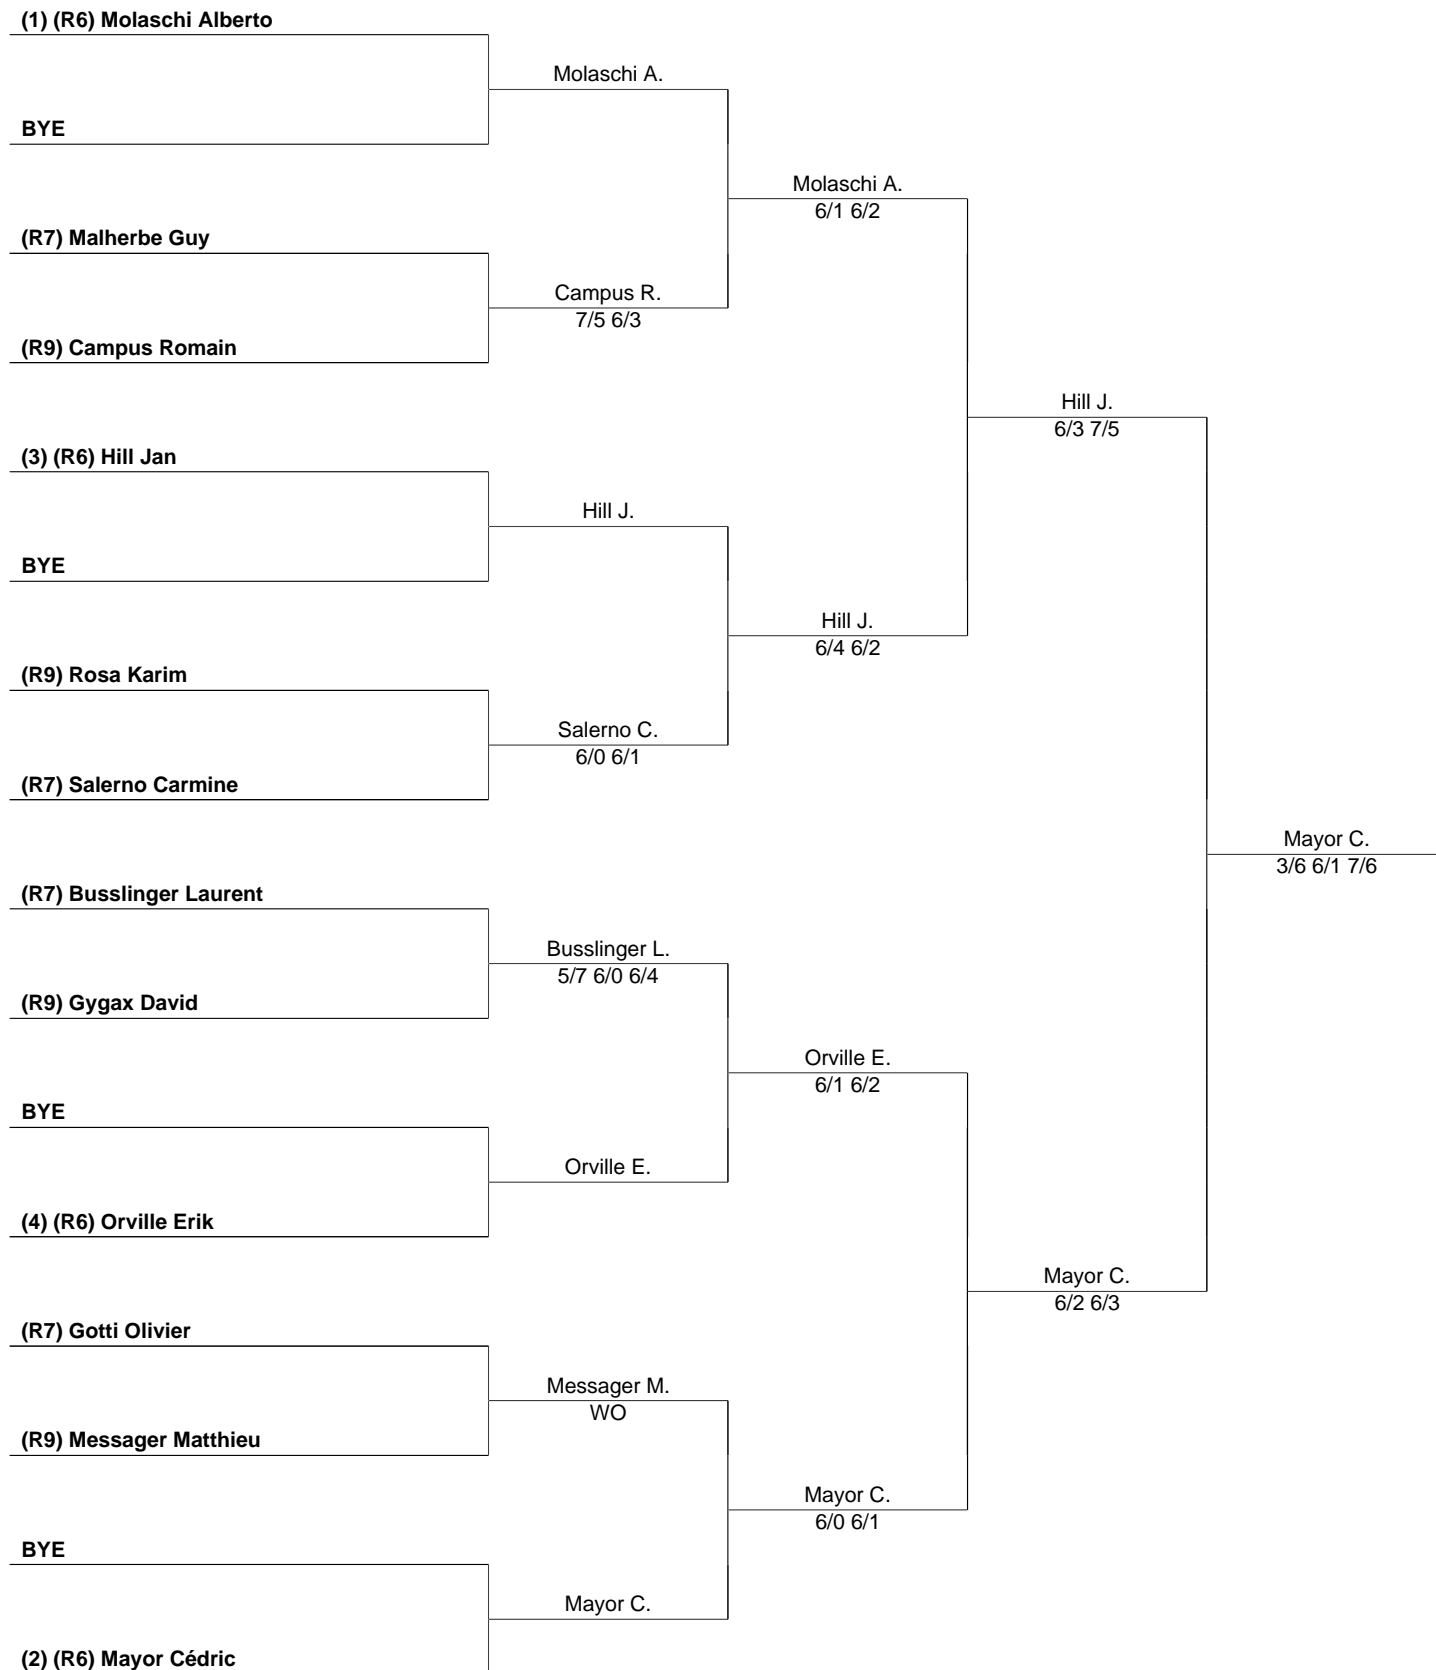 (1) (R6) Molaschi Alberto
Molaschi A.
BYE
Molaschi A.
6/1 6/2
(R7) Malherbe Guy
Campus R.
7/5 6/3
(R9) Campus Romain
Hill J.
6/3 7/5
(3) (R6) Hill Jan
Hill J.
BYE
Hill J.
6/4 6/2
(R9) Rosa Karim
Salerno C.
6/0 6/1
(R7) Salerno Carmine
Mayor C.
3/6 6/1 7/6
(R7) Busslinger Laurent
Busslinger L.
5/7 6/0 6/4
(R9) Gygax David
Orville E.
6/1 6/2
BYE
Orville E.
(4) (R6) Orville Erik
Mayor C.
6/2 6/3
(R7) Gotti Olivier
Messager M.
WO
(R9) Messager Matthieu
Mayor C.
6/0 6/1
BYE
Mayor C.
(2) (R6) Mayor Cédric